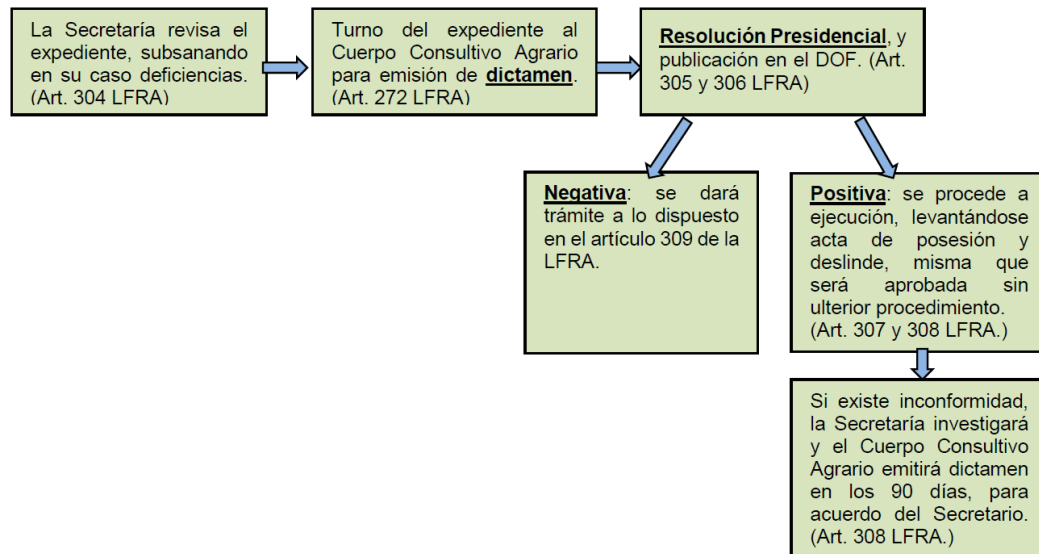 La Secretaría revisa el
expediente, subsanando
en su caso deficiencias.
(Art. 304 LFRA)
Turno del expediente al
Cuerpo Consultivo Agrario
para emisión de dictamen.
(Art. 272 LFRA)
Resolución Presidencial, y
publicación en el DOF. (Art.
305 y 306 LFRA)
Negativa: se dará
trámite a lo dispuesto
en el artículo 309 de la
LFRA.
Positiva: se procede a
ejecución, levantándose
acta de posesión y
deslinde, misma que
será aprobada sin
ulterior procedimiento.
(Art. 307 y 308 LFRA.)
Si existe inconformidad,
la Secretaría investigará
y el Cuerpo Consultivo
Agrario emitirá dictamen
en los 90 días, para
acuerdo del Secretario.
(Art. 308 LFRA.)